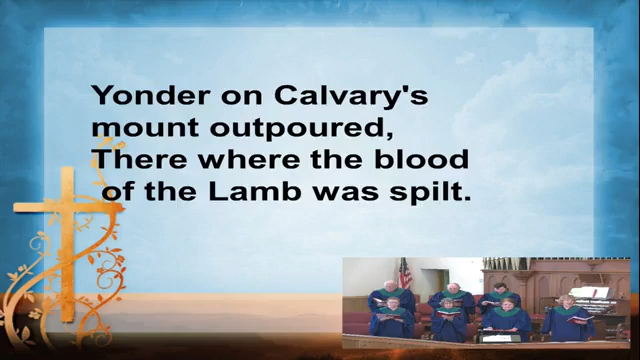 Yonder on Calvary's
mount outpoured,
There where the blood
of the Lamb was spilt.